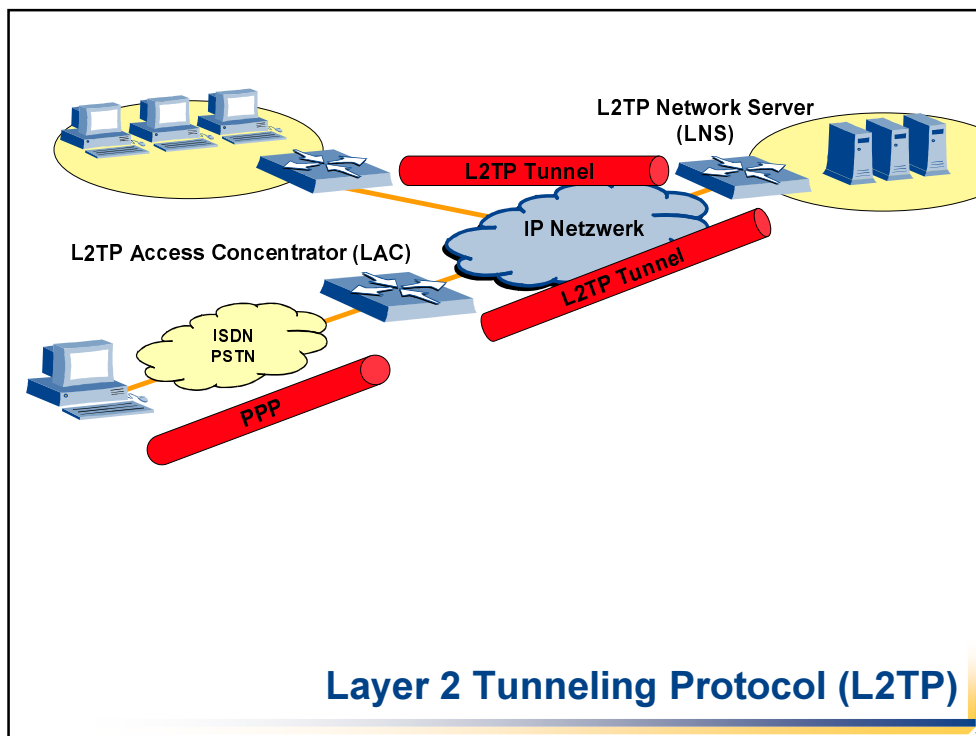 L2TP Network Server
(LNS)
L2TP Tunnel
IP Netzwerk
L2TP Access Concentrator (LAC)
L2TP Tunnel
ISDN
PSTN
PPP
Layer 2 Tunneling Protocol (L2TP)